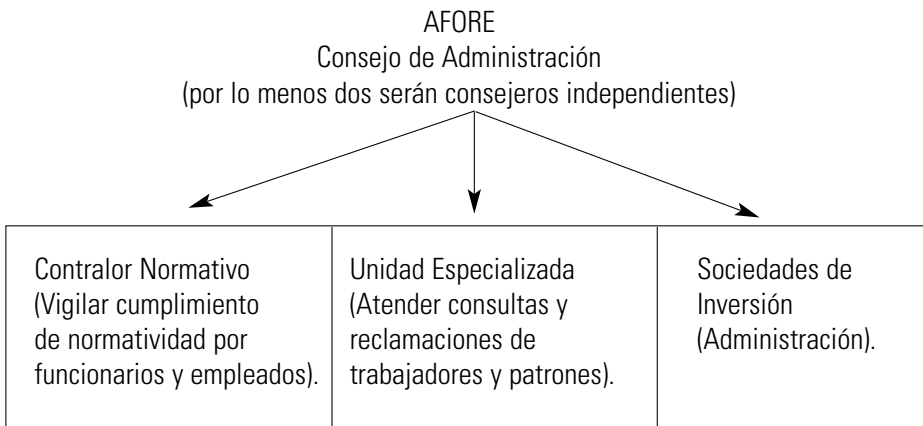 AFORE
Consejo de Administración
(por lo menos dos serán consejeros independientes)
Contralor Normativo
(Vigilar cumplimiento
de normatividad por
funcionarios y empleados).
Unidad Especializada
(Atender consultas y
reclamaciones de
trabajadores y patrones).
Sociedades de
Inversión
(Administración).